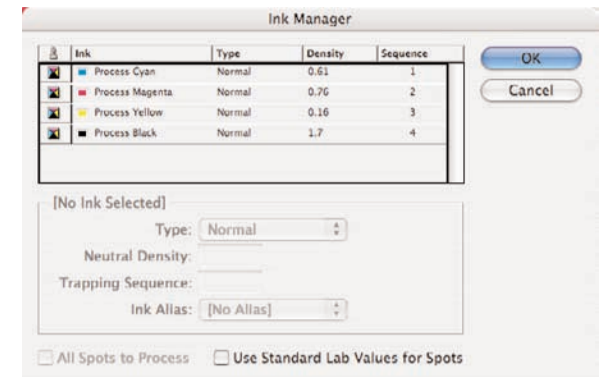 Ink Manager
Ink Type Density Sequence
Process Cyan Normal 0.61 1
Process Magenta Normal 0.76 2
Process Yellow Normal 0.16 3
Process Black Normal 1.7 4
OK
Cancel
[No Ink Selected]
Type: Normal
Neutral Density:
Trapping Sequence:
Ink Alias: [No Alias]
All Spots to Process Use Standard Lab Values for Spots